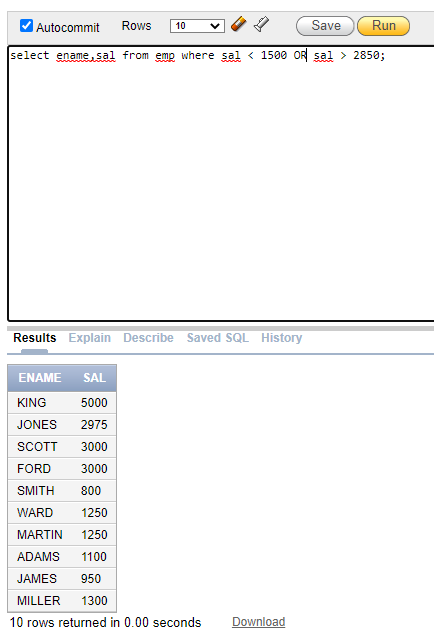 Autocommit Rows 10 Save Run
select ename,sal from emp where sal < 1500 OR sal > 2850;
Results Explain Describe Saved SQL History
ENAME SAL
KING 5000
JONES 2975
SCOTT 3000
FORD 3000
SMITH 800
WARD 1250
MARTIN 1250
ADAMS 1100
JAMES 950
MILLER 1300
10 rows returned in 0.00 seconds Download